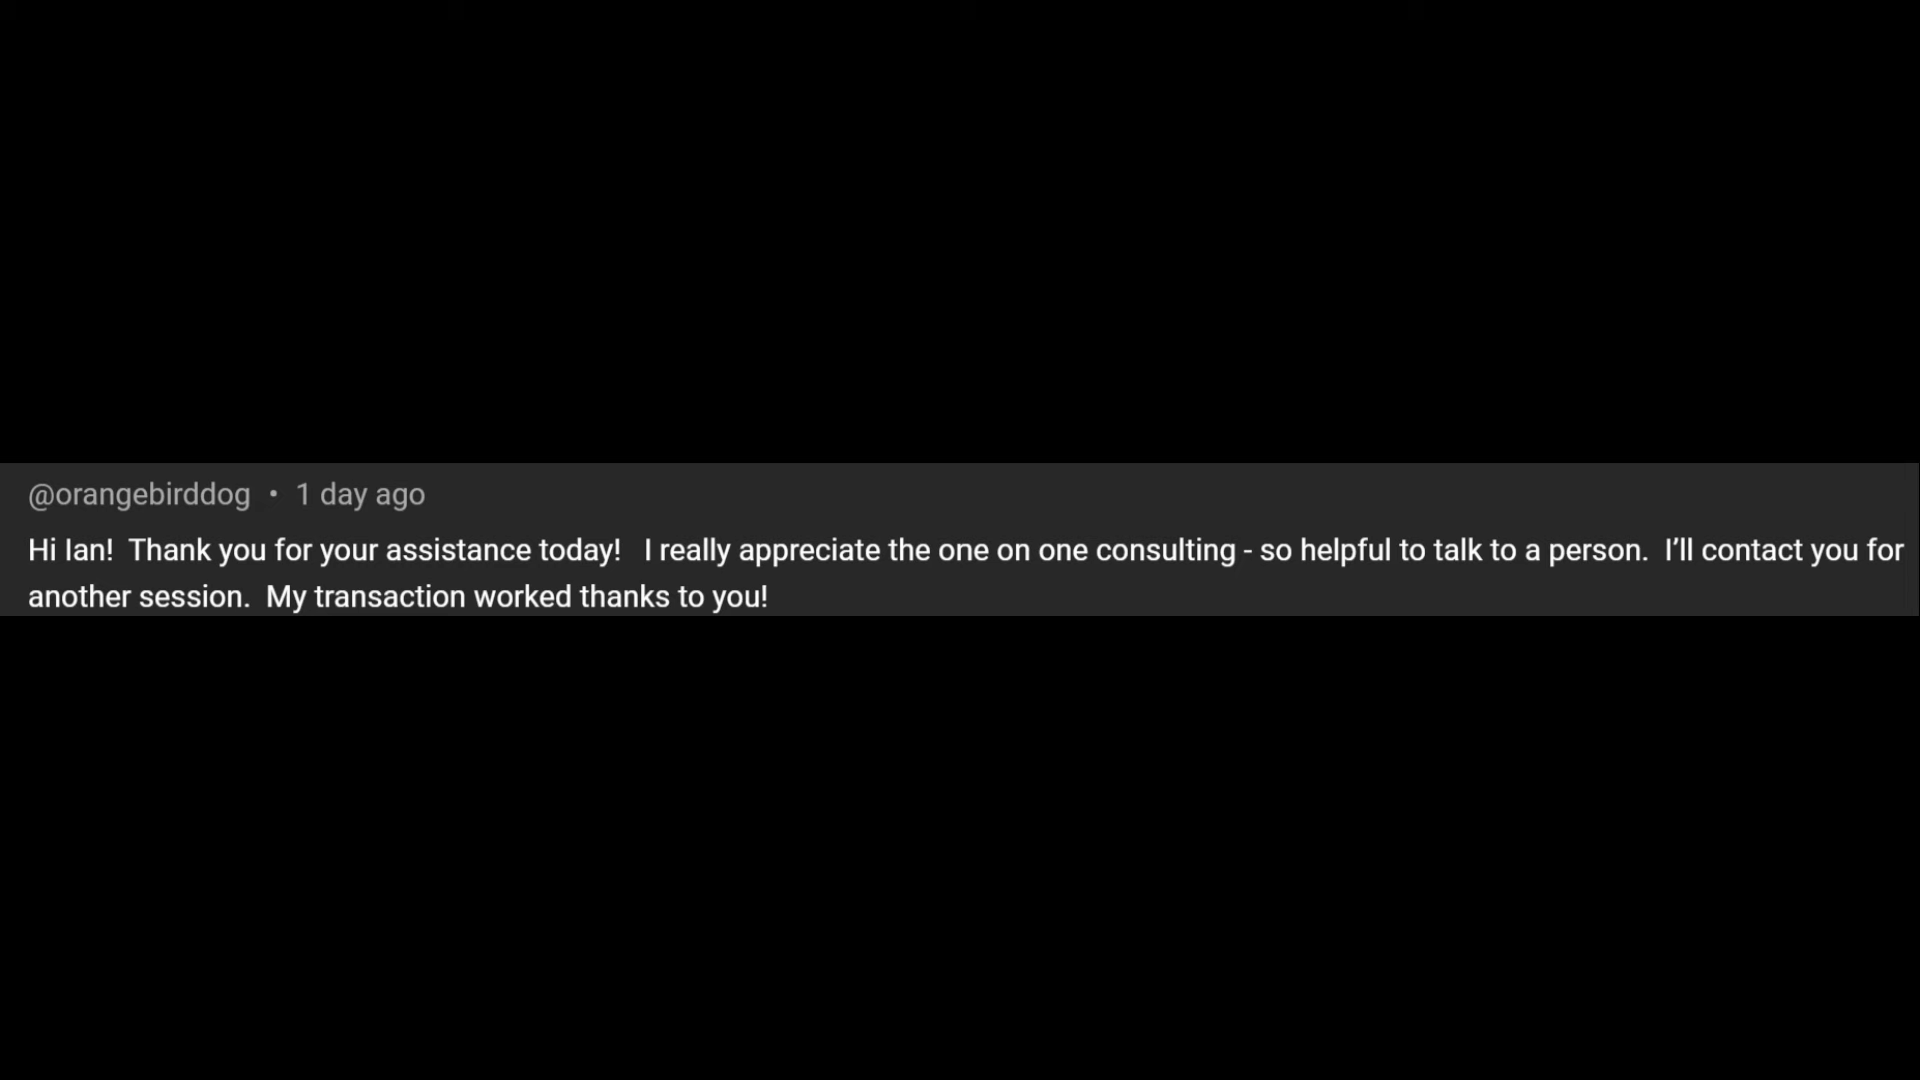 @orangebirddog • 1 day ago
Hi Ian!  Thank you for your assistance today!   I really appreciate the one on one consulting - so helpful to talk to a person.  I’ll contact you for
another session.  My transaction worked thanks to you!